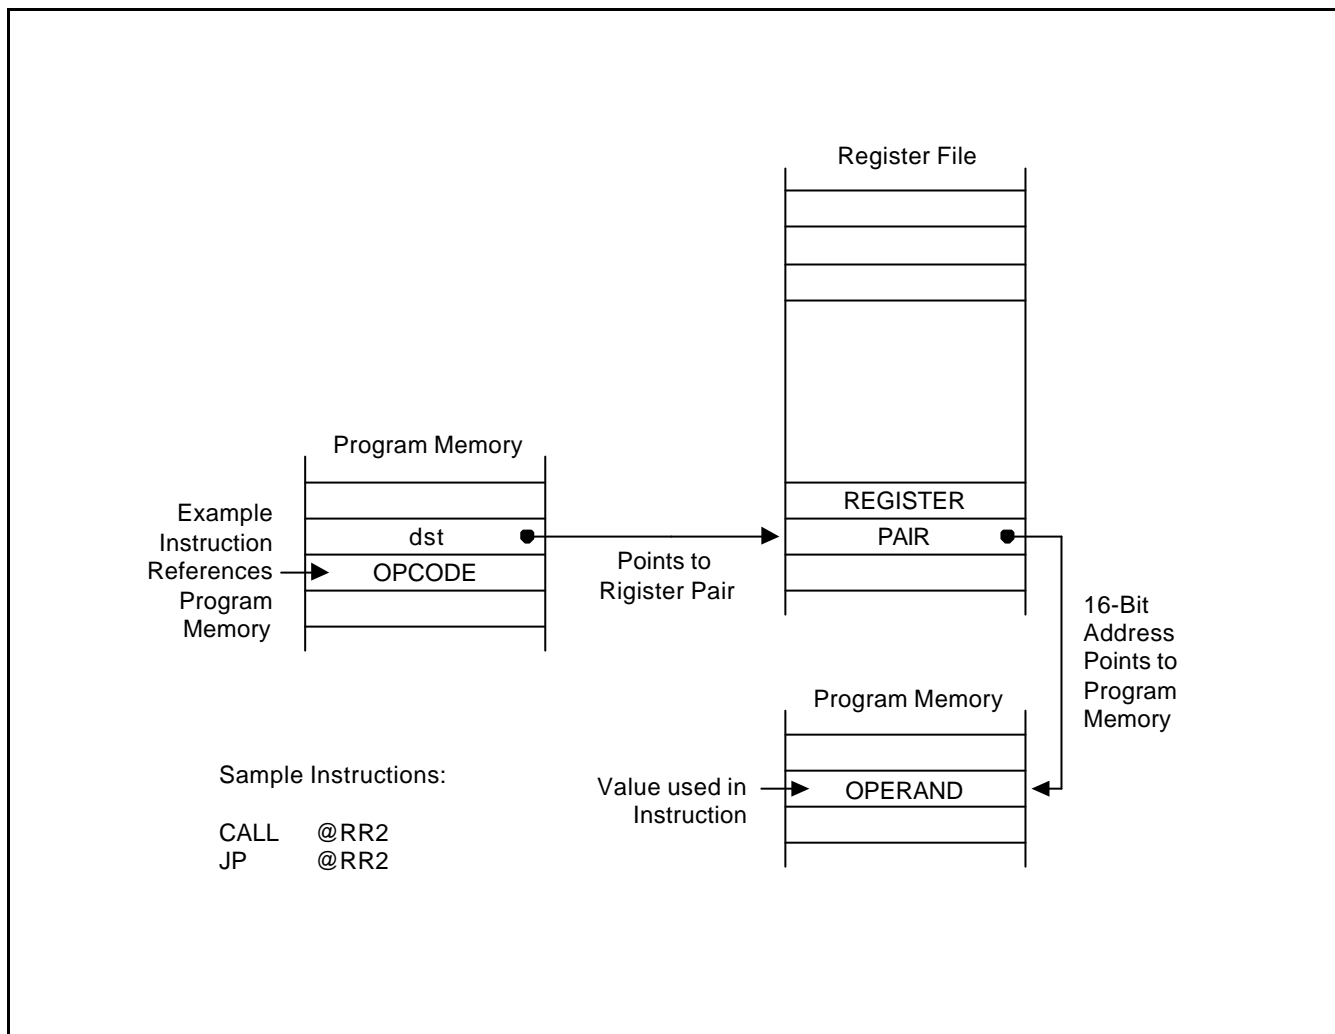 Register File
Program Memory
REGISTER
Example
Instruction
References
Program
Memory
dst
PAIR
OPCODE
Points to
Rigister Pair
16-Bit
Address
Points to
Program
Memory
Program Memory
Sample Instructions:
Value used in
Instruction
OPERAND
CALL @RR2
JP @RR2